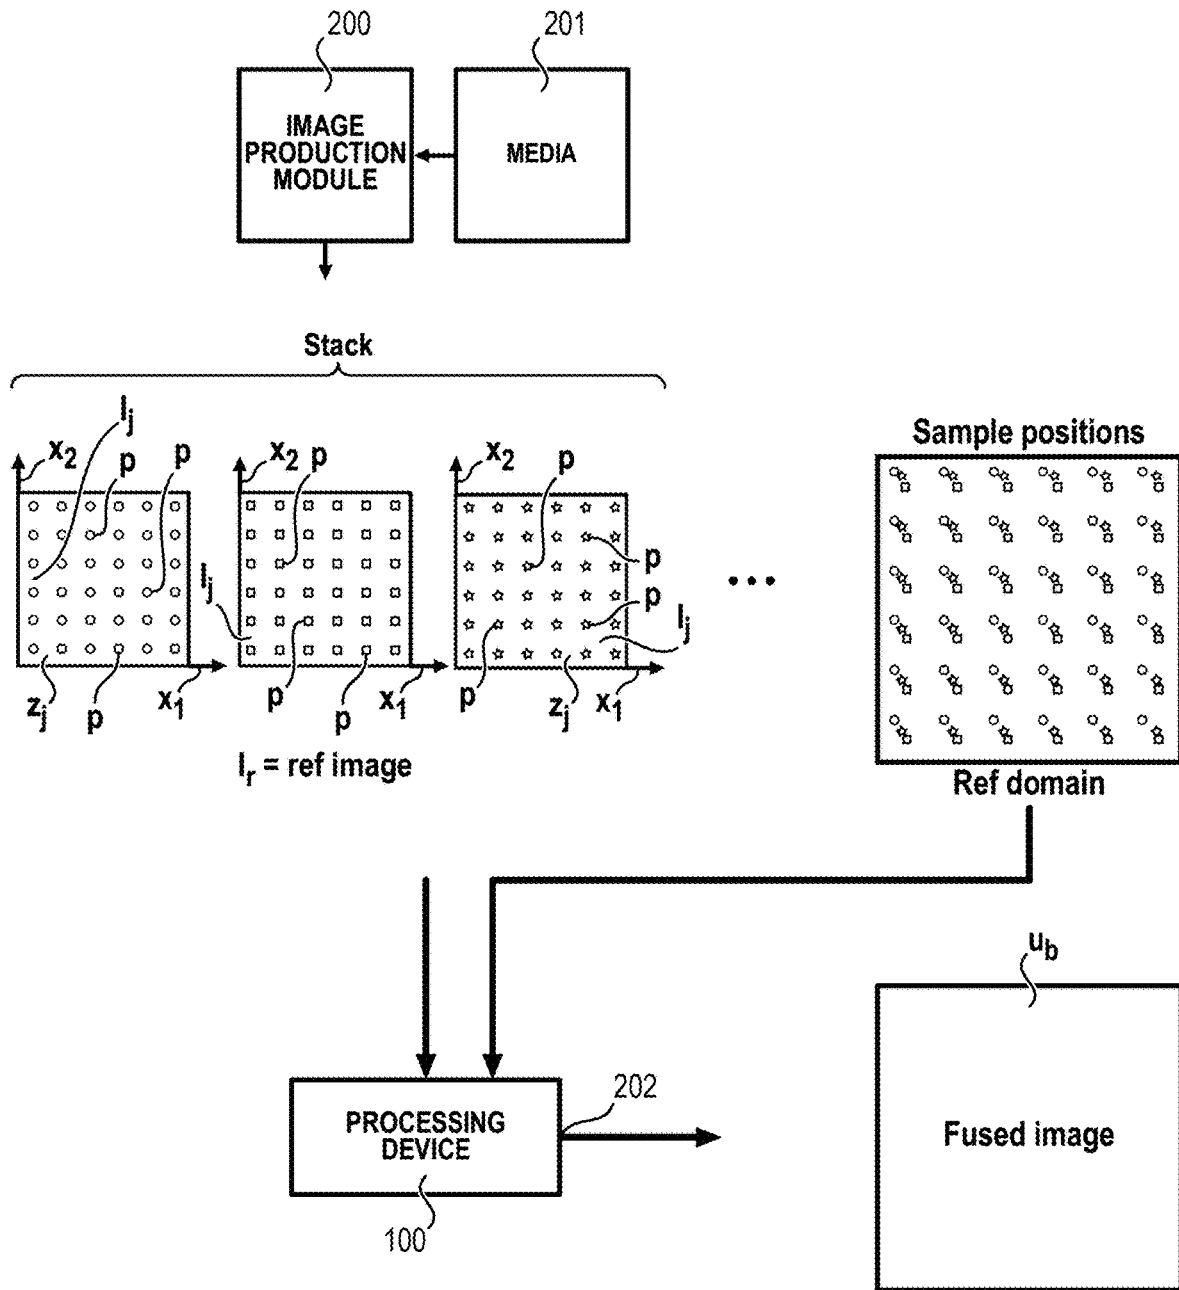 200
201
IMAGE
PRODUCTION
MODULE
MEDIA
Stack
Ij
x2
p
p
x2
p
x2
p
Sample positions
Ij
p
p
...
Ij
zj
p
x1
p
p
x1
p
zj
x1
Ir = ref image
Ref domain
ub
202
PROCESSING
DEVICE
Fused image
100